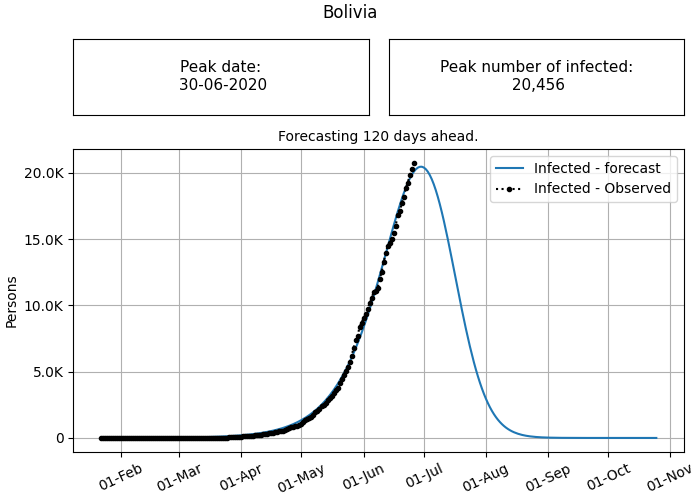 Bolivia
Peak date:
30-06-2020
Peak number of infected:
20,456
Forecasting 120 days ahead.
Infected - forecast
Infected - Observed
Persons
20.0K
15.0K
10.0K
5.0K
0
01-Feb
01-Mar
01-Apr
01-May
01-Jun
01-Jul
01-Aug
01-Sep
01-Oct
01-Nov